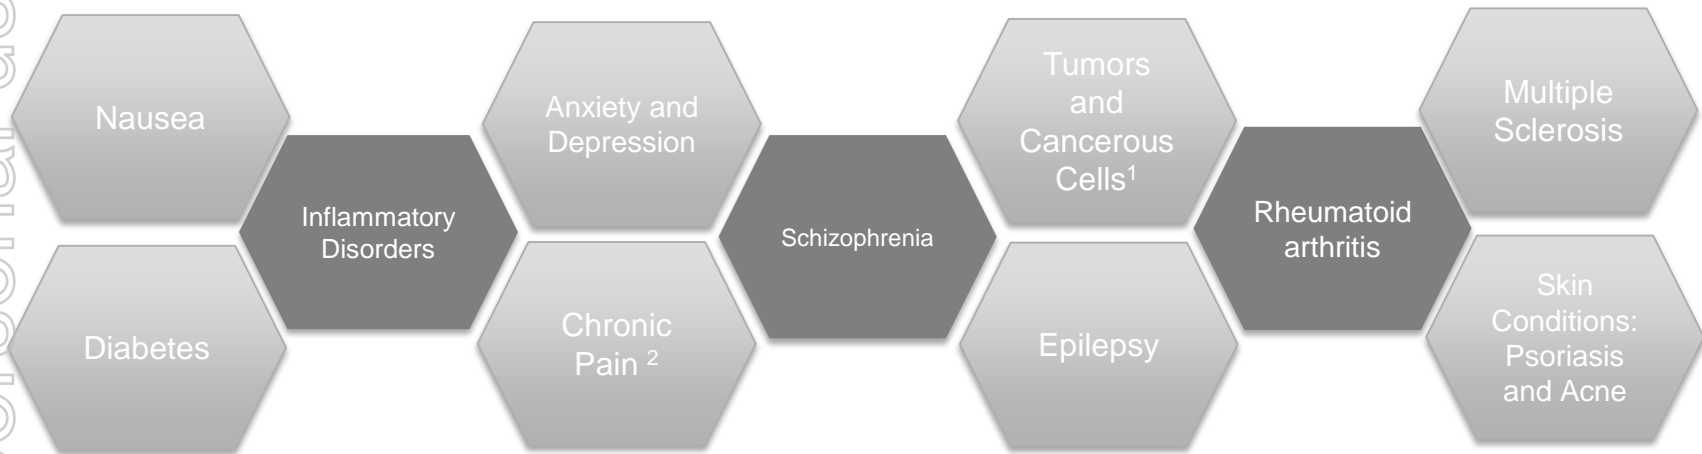 Nausea
Anxiety and
Depression
Tumors
and
Cancerous
Cells1
Multiple
Sclerosis
Inflammatory
Disorders
Schizophrenia
Rheumatoid
arthritis
Diabetes
Chronic
Pain 2
Epilepsy
Skin
Conditions:
Psoriasis
and Acne